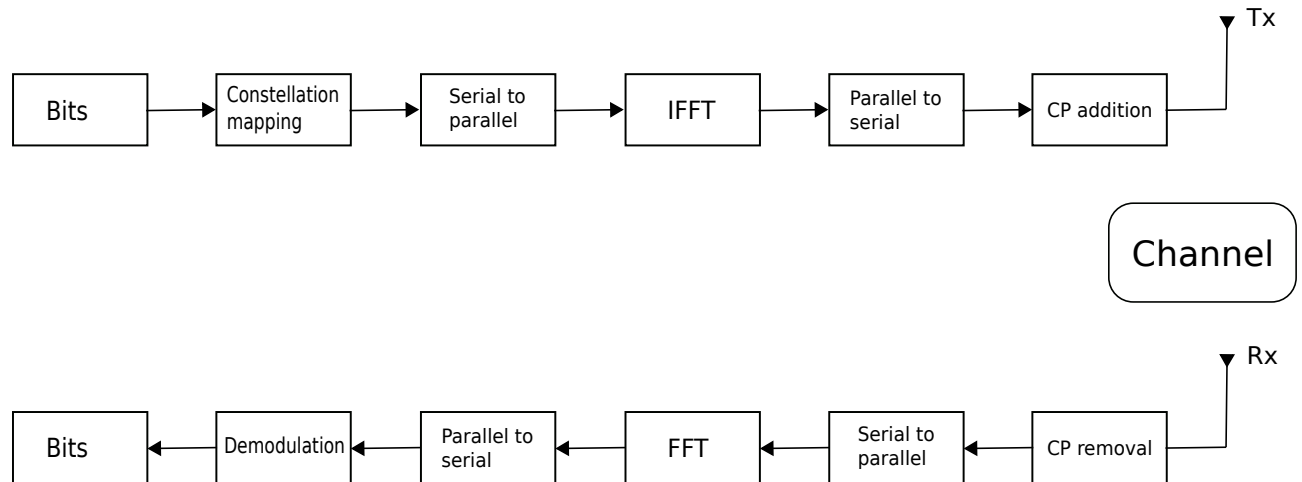 Tx
Bits
Constellation
mapping
Serial to
parallel
IFFT
Parallel to
serial
CP addition
Channel
Rx
Bits
Demodulation
Parallel to
serial
FFT
Serial to
parallel
CP removal